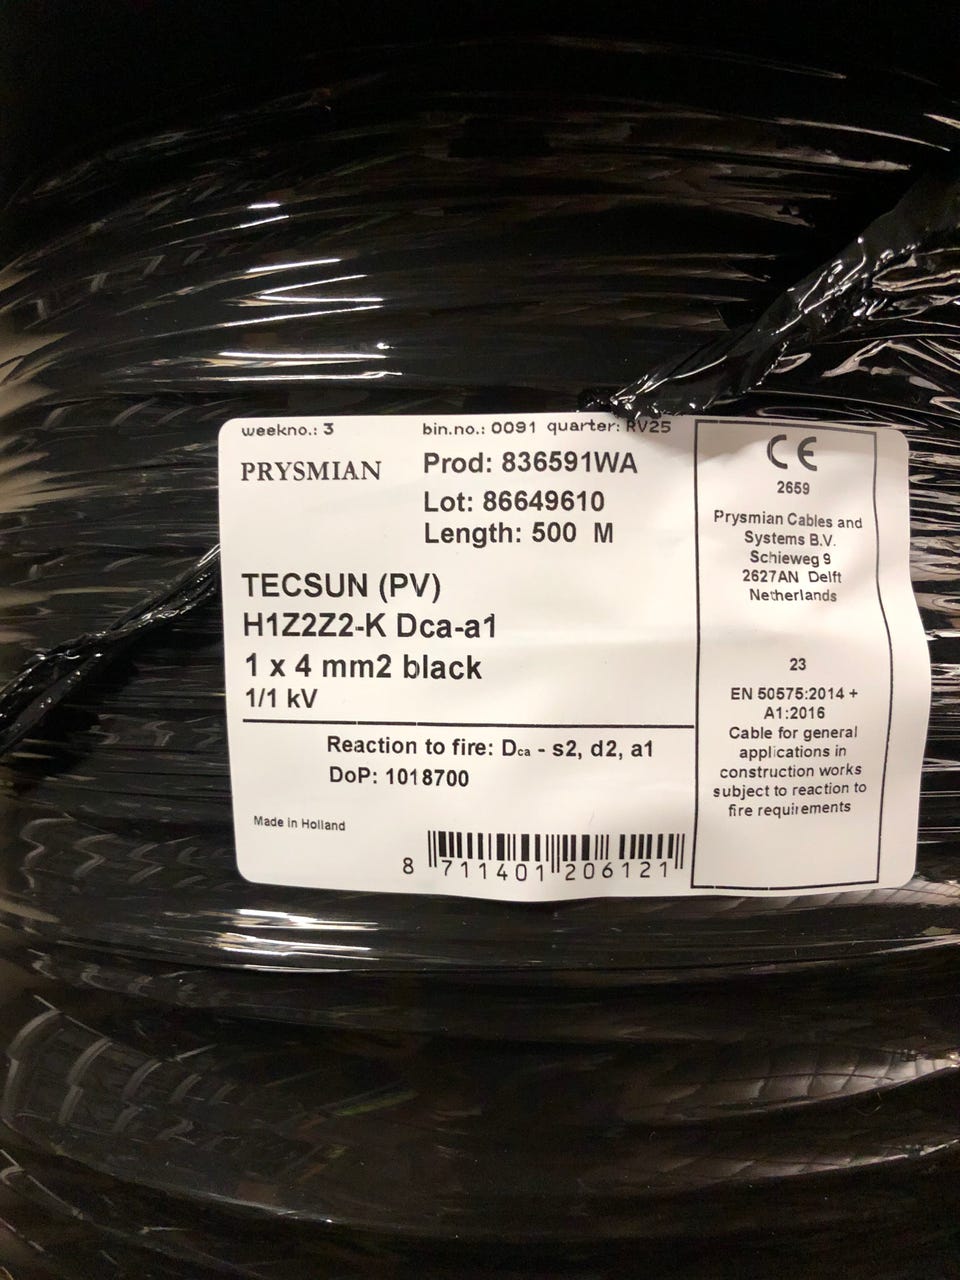 weekno.: 3
bin.no.: 0091 quarter: RV25
PRYSMIAN
Prod: 836591WA
Lot: 86649610
Length: 500 M
TECSUN (PV)
H1Z2Z2-K Dca-a1
1 x 4 mm2 black
1/1 kV
Reaction to fire: Dca - s2, d2, a1
DoP: 1018700
Made in Holland
8 711401 206121
CE
2659
Prysmian Cables and
Systems B.V.
Schieweg 9
2627AN Delft
Netherlands
23
EN 50575:2014 +
A1:2016
Cable for general
applications in
construction works
subject to reaction to
fire requirements